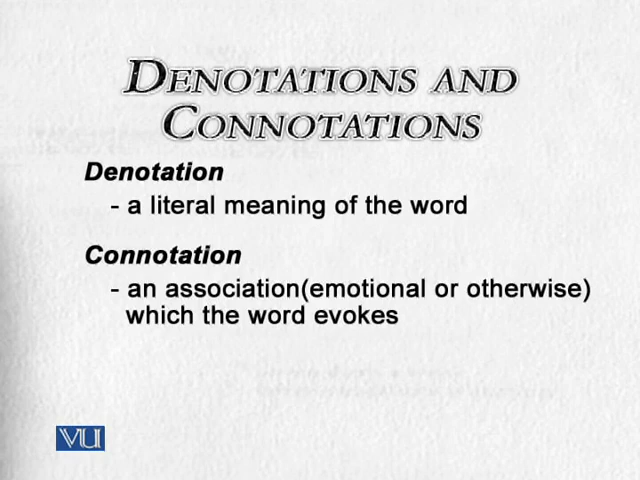 DENOTATIONS AND
CONNOTATIONS
Denotation
- a literal meaning of the word
Connotation
- an association(emotional or otherwise)
which the word evokes
VU